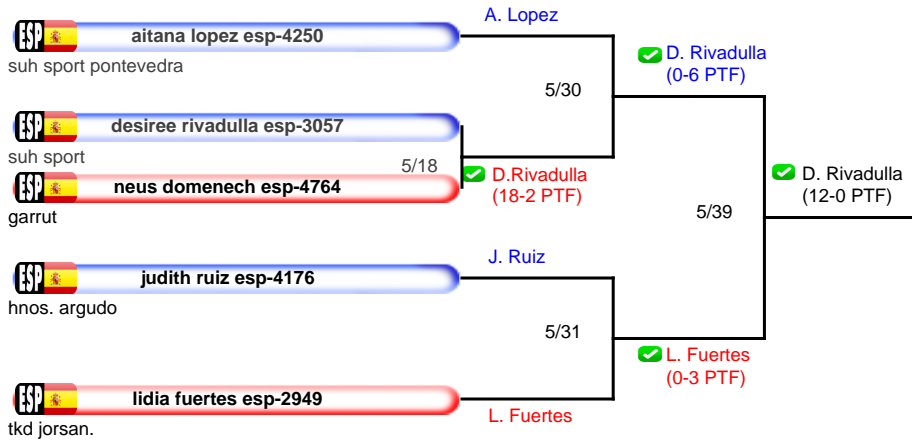 A. Lopez
ESP aitana lopez esp-4250
suh sport pontevedra
D. Rivadulla
(0-6 PTF)
5/30
ESP desiree rivadulla esp-3057
suh sport
5/18
D.Rivadulla
(18-2 PTF)
ESP neus domenech esp-4764
garrut
D. Rivadulla
(12-0 PTF)
5/39
J. Ruiz
ESP judith ruiz esp-4176
hnos. argudo
5/31
L. Fuertes
(0-3 PTF)
ESP lidia fuertes esp-2949
L. Fuertes
tkd jorsan.